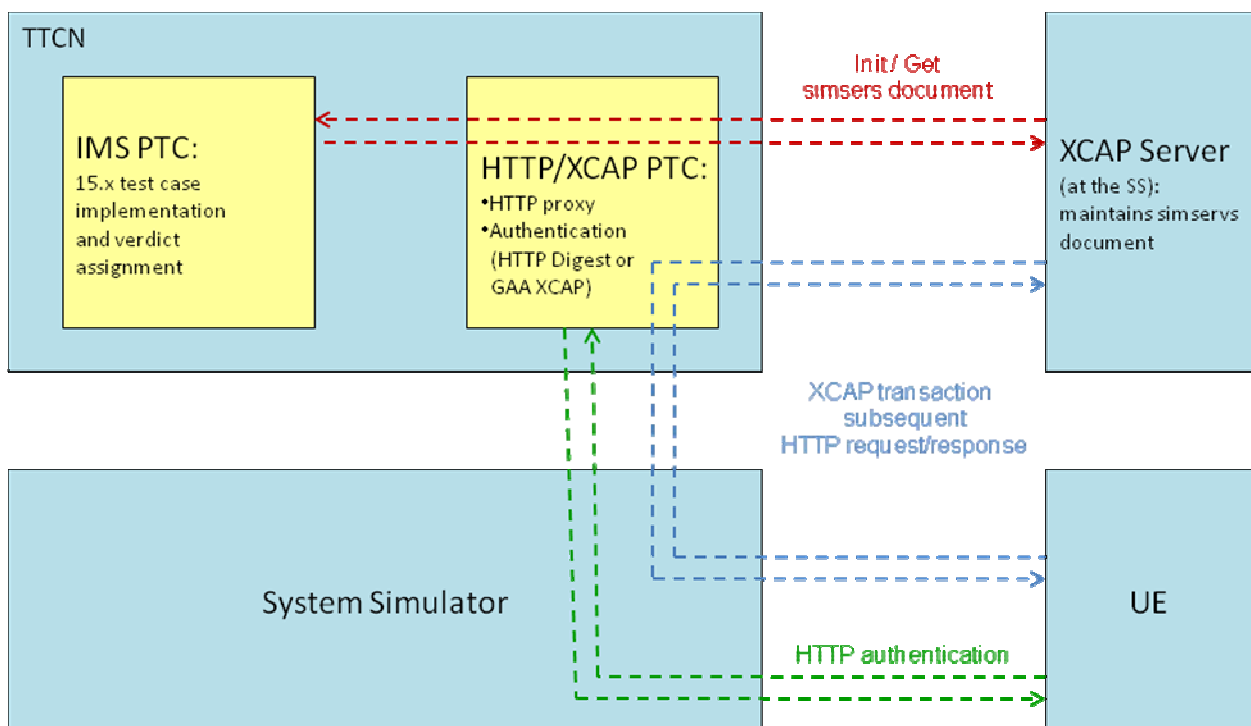 TTCN
IMS PTC:
15.x test case
implementation
and verdict
assignment
HTTP/XCAP PTC:
•HTTP proxy
•Authentication
(HTTP Digest or
GAA XCAP)
Init / Get
simsers document
XCAP Server
(at the SS):
maintains simservs
document
XCAP transaction
subsequent
HTTP request/response
System Simulator
UE
HTTP authentication